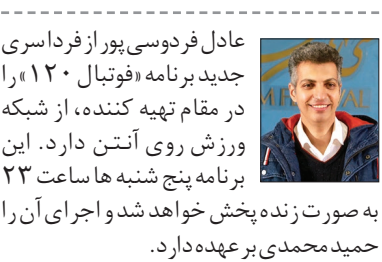 عادل فردوسی پور از فردا سری
جدید برنامه «فوتبال ۱۲۰» را
در مقام تهیه کننده، از شبکه
ورزش روی آنتن دارد. این
برنامه پنج شنبه ها ساعت ۲۳
به صورت زنده پخش خواهد شد و اجرای آن را
حمید محمدی بر عهده دارد.